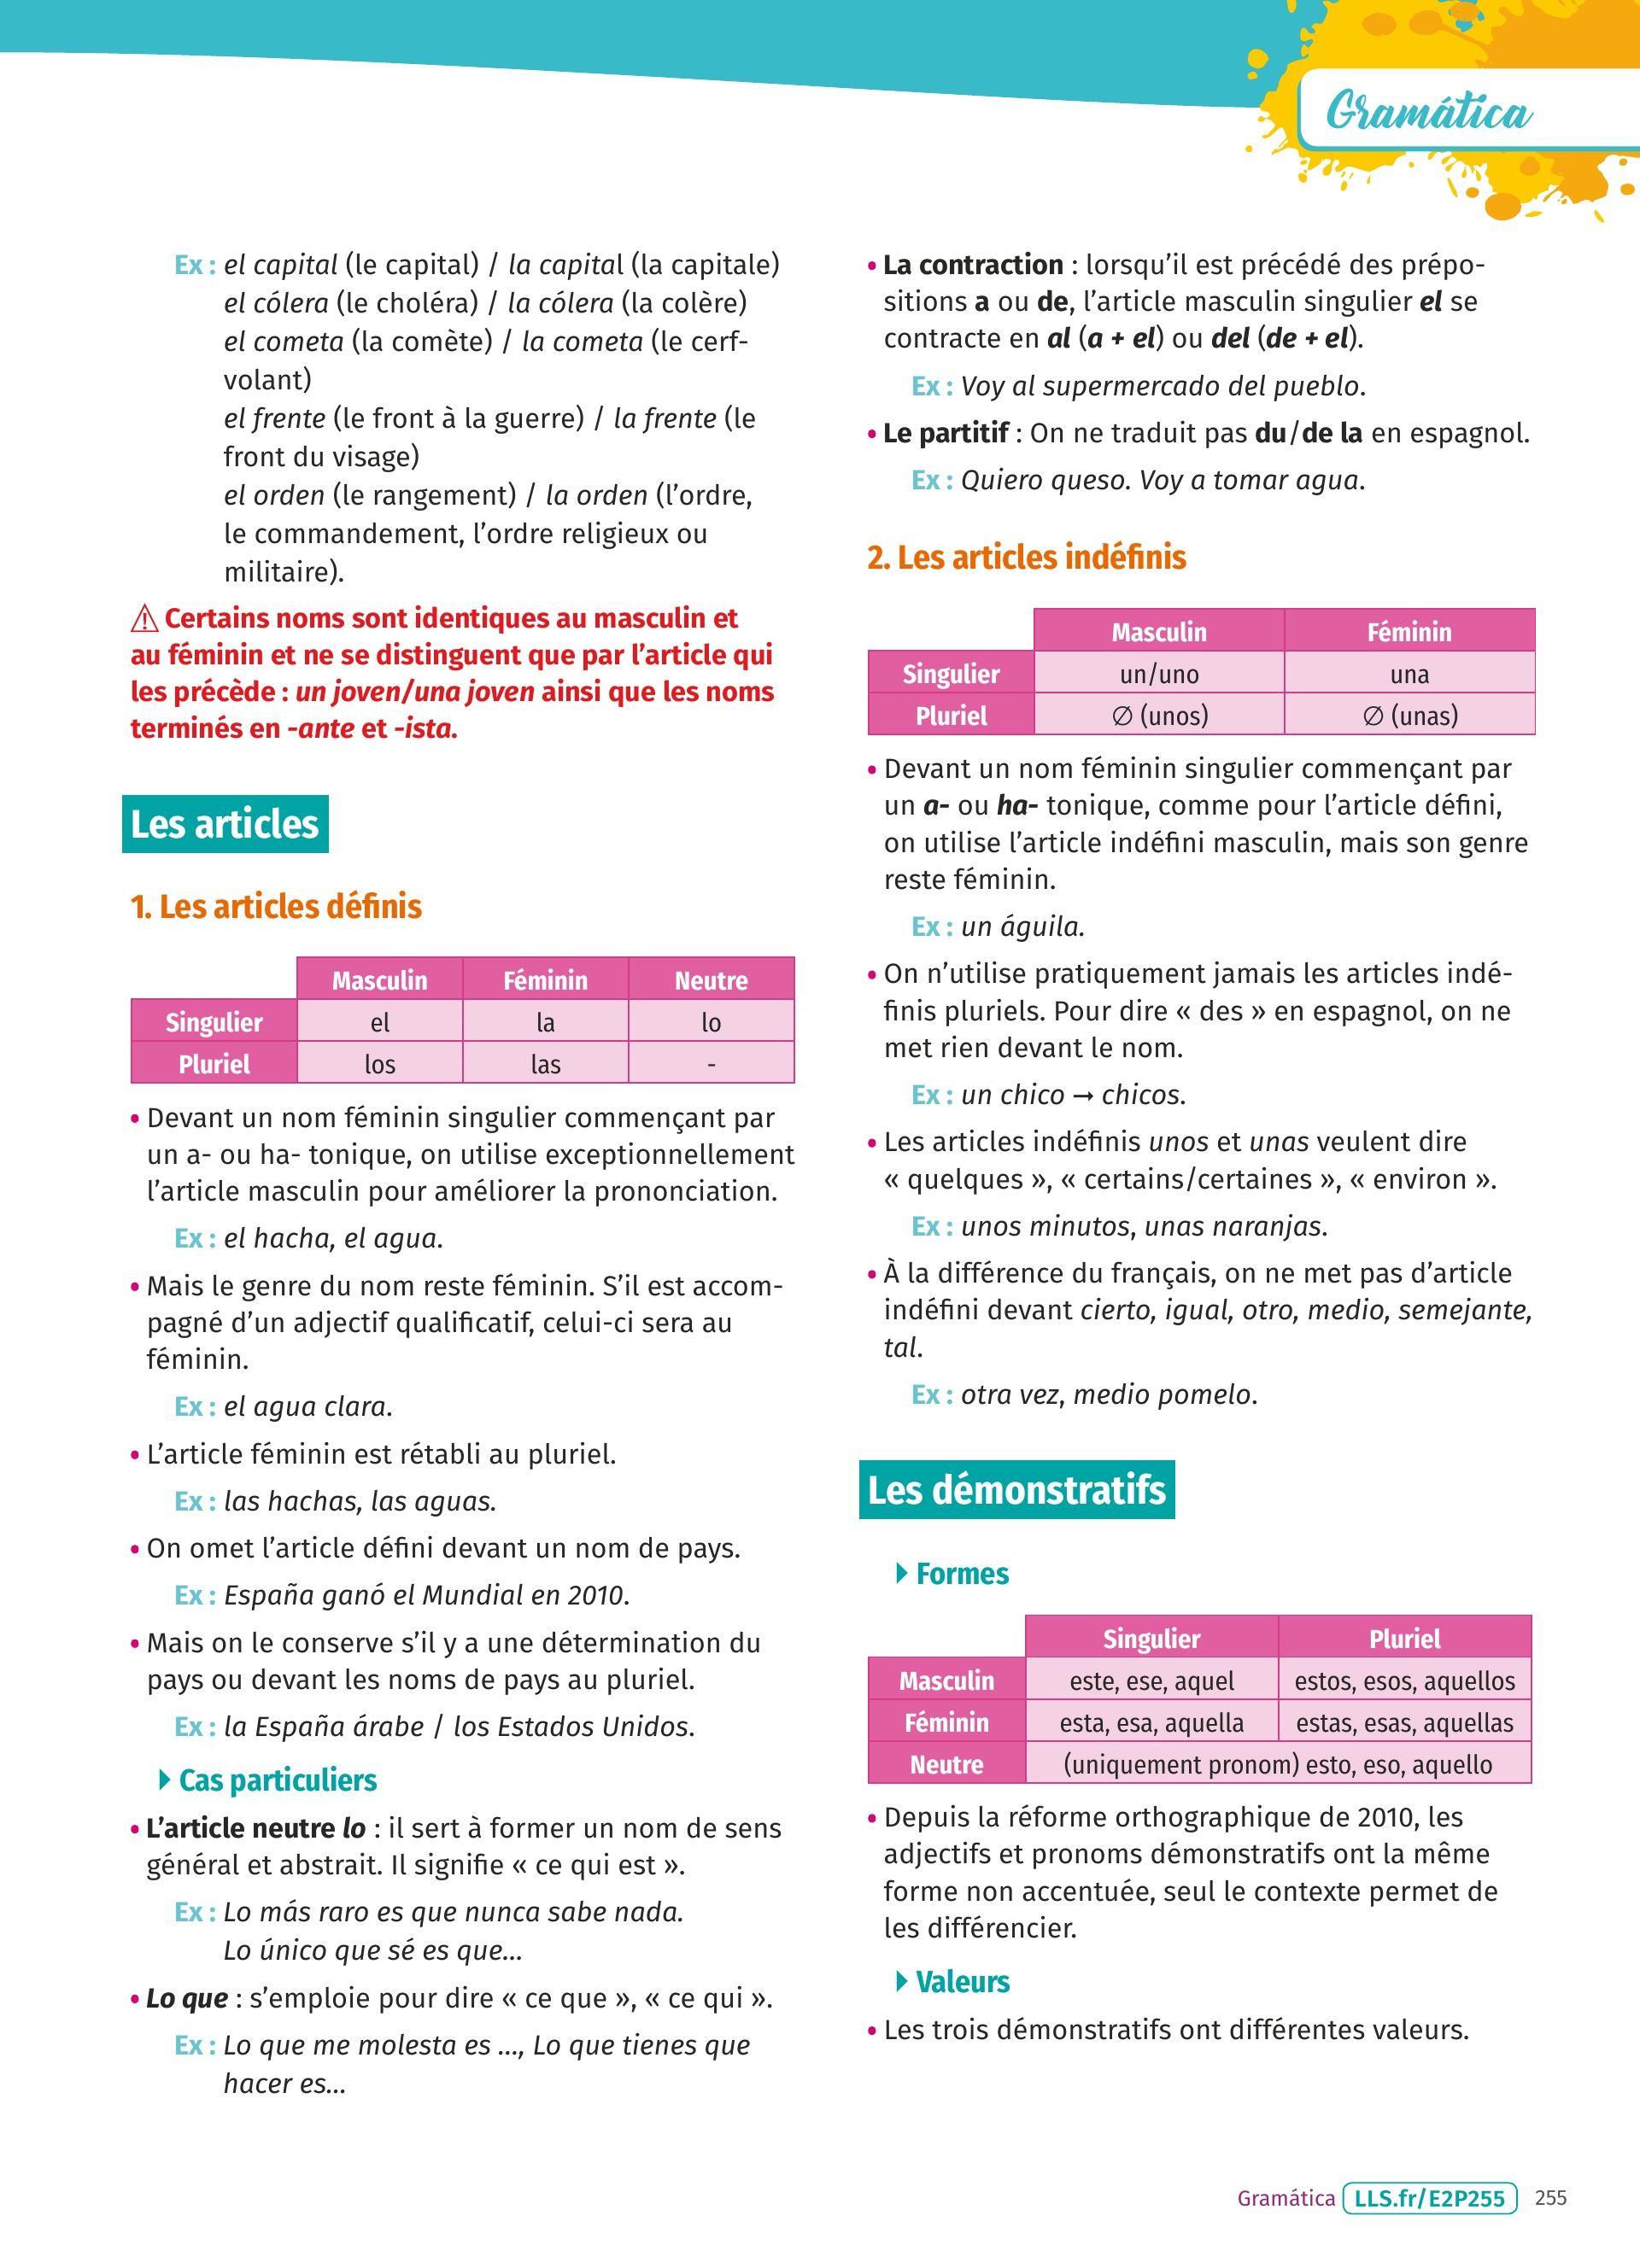 Gramática
Ex : el capital (le capital) / la capital (la capitale)
el cólera (le choléra) / la cólera (la colère)
el cometa (la comète) / la cometa (le cerf-
volant)
el frente (le front à la guerre) / la frente (le
front du visage)
el orden (le rangement) / la orden (l’ordre,
le commandement, l’ordre religieux ou
militaire).
⚠ Certains noms sont identiques au masculin et
au féminin et ne se distinguent que par l’article qui
les précède : un joven/una joven ainsi que les noms
terminés en -ante et -ista.
Les articles
1. Les articles définis
Masculin Féminin Neutre
Singulier el la lo
Pluriel los las -
• Devant un nom féminin singulier commençant par
un a- ou ha- tonique, on utilise exceptionnellement
l’article masculin pour améliorer la prononciation.
Ex : el hacha, el agua.
• Mais le genre du nom reste féminin. S’il est accom-
pagné d’un adjectif qualificatif, celui-ci sera au
féminin.
Ex : el agua clara.
• L’article féminin est rétabli au pluriel.
Ex : las hachas, las aguas.
• On omet l’article défini devant un nom de pays.
Ex : España ganó el Mundial en 2010.
• Mais on le conserve s’il y a une détermination du
pays ou devant les noms de pays au pluriel.
Ex : la España árabe / los Estados Unidos.
Cas particuliers
• L’article neutre lo : il sert à former un nom de sens
général et abstrait. Il signifie « ce qui est ».
Ex : Lo más raro es que nunca sabe nada.
Lo único que sé es que...
• Lo que : s’emploie pour dire « ce que », « ce qui ».
Ex : Lo que me molesta es ..., Lo que tienes que
hacer es...
• La contraction : lorsqu’il est précédé des prépo-
sitions a ou de, l’article masculin singulier el se
contracte en al (a + el) ou del (de + el).
Ex : Voy al supermercado del pueblo.
• Le partitif : On ne traduit pas du/de la en espagnol.
Ex : Quiero queso. Voy a tomar agua.
2. Les articles indéfinis
Masculin Féminin
Singulier un/uno una
Pluriel ∅ (unos) ∅ (unas)
• Devant un nom féminin singulier commençant par
un a- ou ha- tonique, comme pour l’article défini,
on utilise l’article indéfini masculin, mais son genre
reste féminin.
Ex : un águila.
• On n’utilise pratiquement jamais les articles indé-
finis pluriels. Pour dire « des » en espagnol, on ne
met rien devant le nom.
Ex : un chico → chicos.
• Les articles indéfinis unos et unas veulent dire
« quelques », « certains/certaines », « environ ».
Ex : unos minutos, unas naranjas.
• À la différence du français, on ne met pas d’article
indéfini devant cierto, igual, otro, medio, semejante,
tal.
Ex : otra vez, medio pomelo.
Les démonstratifs
Formes
Singulier Pluriel
Masculin este, ese, aquel estos, esos, aquellos
Féminin esta, esa, aquella estas, esas, aquellas
Neutre (uniquement pronom) esto, eso, aquello
• Depuis la réforme orthographique de 2010, les
adjectifs et pronoms démonstratifs ont la même
forme non accentuée, seul le contexte permet de
les différencier.
Valeurs
• Les trois démonstratifs ont différentes valeurs.
Gramática LLS.fr/E2P255 255